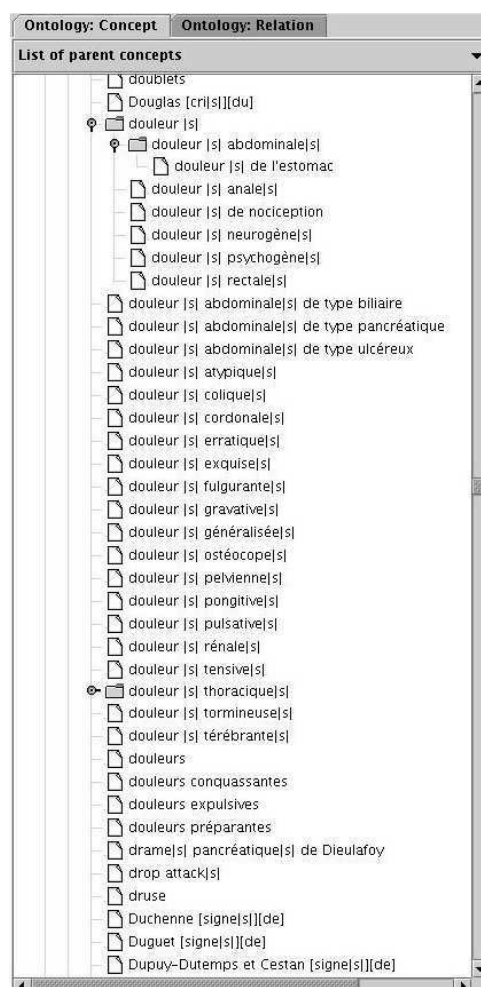 Ontology: Concept Ontology: Relation
List of parent concepts
doublets
Douglas [cri|s|][du]
douleur |s|
douleur |s| abdominale|s|
douleur |s| de l'estomac
douleur |s| anale|s|
douleur |s| de nociception
douleur |s| neurogène|s|
douleur |s| psychogène|s|
douleur |s| rectale|s|
douleur |s| abdominale|s| de type biliaire
douleur |s| abdominale|s| de type pancréatique
douleur |s| abdominale|s| de type ulcéreux
douleur |s| atypique|s|
douleur |s| colique|s|
douleur |s| cordonale|s|
douleur |s| erratique|s|
douleur |s| exquise|s|
douleur |s| fulgurante|s|
douleur |s| gravative|s|
douleur |s| généralisée|s|
douleur |s| ostéocope|s|
douleur |s| pelvienne|s|
douleur |s| pongitive|s|
douleur |s| pulsative|s|
douleur |s| rénale|s|
douleur |s| tensive|s|
douleur |s| thoracique|s|
douleur |s| tormineuse|s|
douleur |s| térébrante|s|
douleurs
douleurs conquassantes
douleurs expulsives
douleurs préparantes
drame|s| pancréatique|s| de Dieulafoy
drop attack|s|
druse
Duchenne [signe|s|][de]
Duguet [signe|s|][de]
Dupuy-Dutemps et Cestan [signe|s|][de]